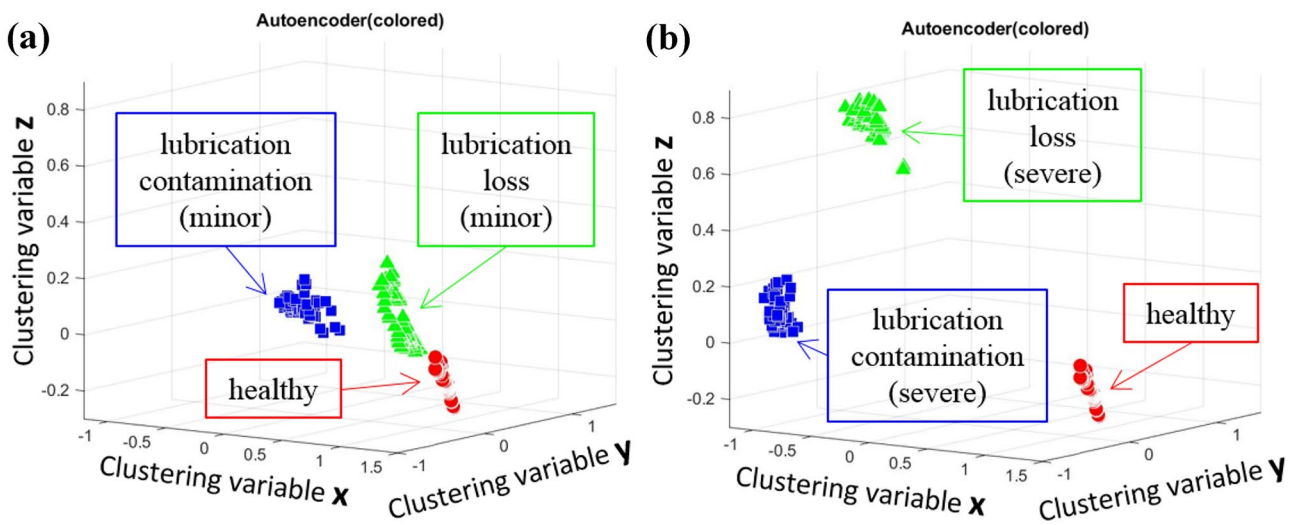 (a)
Autoencoder(colored)
Clustering variable z
0.8
0.6
0.4
0.2
0
-0.2
lubrication
contamination
(minor)
lubrication
loss
(minor)
healthy
-1
-0.5
0
0.5
1
1.5
Clustering variable x
-1
0
1
Clustering variable y
(b)
Autoencoder(colored)
Clustering variable z
0.8
0.6
0.4
0.2
0
-0.2
lubrication
loss
(severe)
lubrication
contamination
(severe)
healthy
-1
-0.5
0
0.5
1
1.5
Clustering variable x
-1
0
1
Clustering variable y